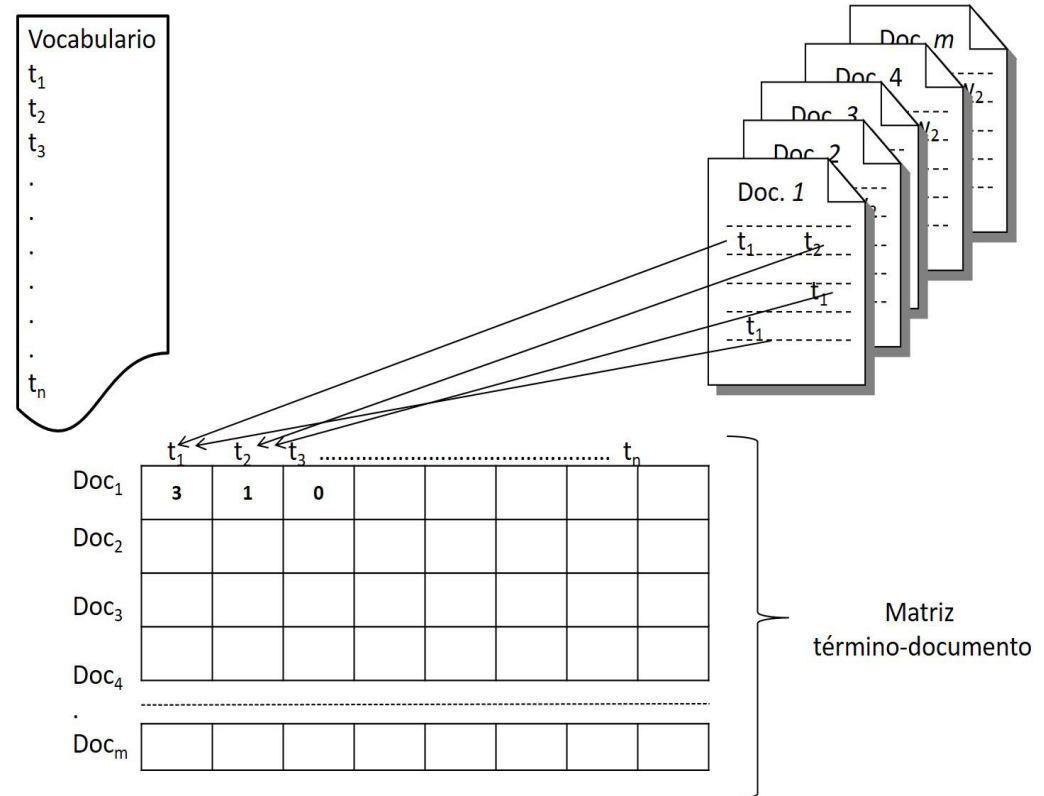 Vocabulario
t₁
t₂
t₃
.
.
.
.
.
.
tₙ
Doc. m
Doc. 4
Doc. 3
Doc. 2
Doc. 1
t₁ t₂
t₁
t₁
t₁ t₂ t₃ ............................................. tₙ
Doc₁ 3 1 0
Doc₂
Doc₃
Doc₄
.
Docₘ
Matriz
término-documento